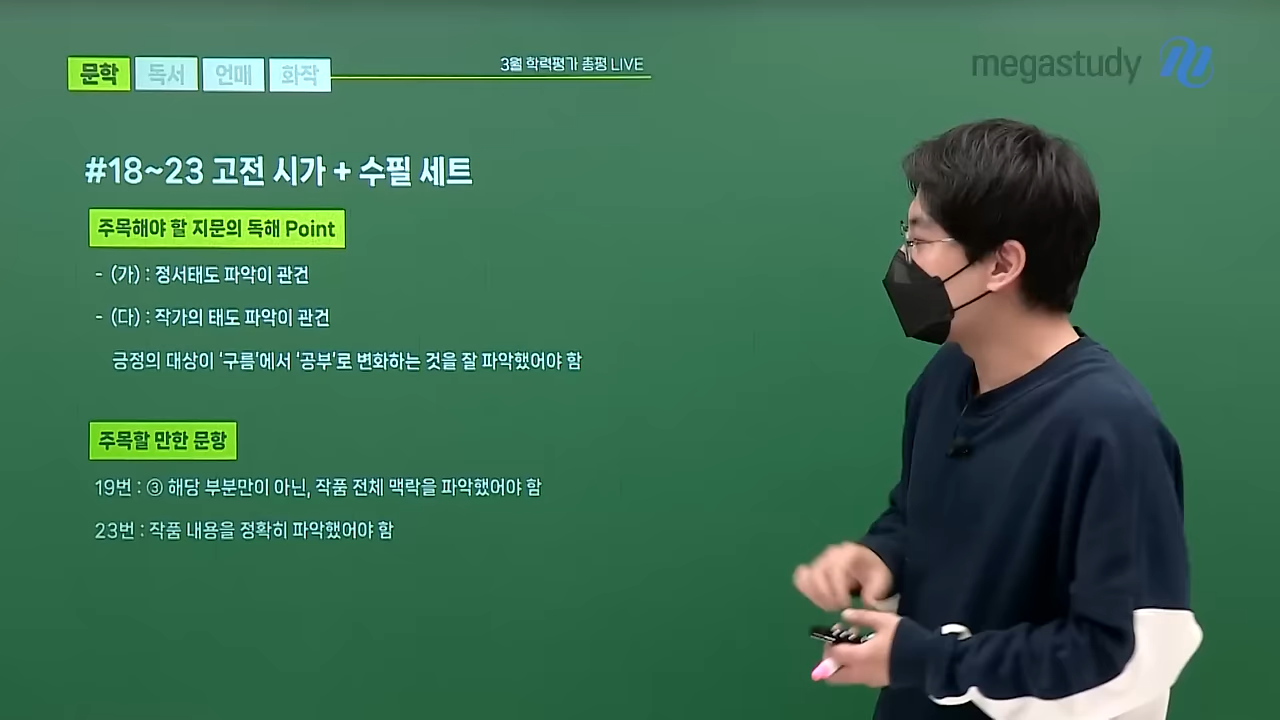 문학 독서 언매 화작
3월 학력평가 총평 LIVE
megastudy
#18~23 고전 시가 + 수필 세트
주목해야 할 지문의 독해 Point
- (가) : 정서태도 파악이 관건
- (다) : 작가의 태도 파악이 관건
긍정의 대상이 '구름'에서 '공부'로 변화하는 것을 잘 파악했어야 함
주목할 만한 문항
19번 : ③ 해당 부분만이 아닌, 작품 전체 맥락을 파악했어야 함
23번 : 작품 내용을 정확히 파악했어야 함